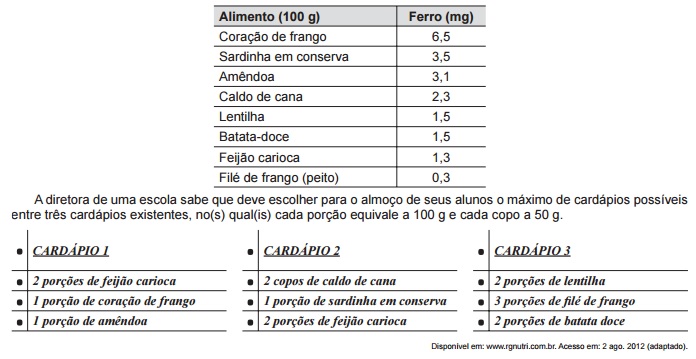 Alimento (100 g) Ferro (mg)
Coração de frango 6,5
Sardinha em conserva 3,5
Amêndoa 3,1
Caldo de cana 2,3
Lentilha 1,5
Batata-doce 1,5
Feijão carioca 1,3
Filé de frango (peito) 0,3
A diretora de uma escola sabe que deve escolher para o almoço de seus alunos o máximo de cardápios possíveis
entre três cardápios existentes, no(s) qual(is) cada porção equivale a 100 g e cada copo a 50 g.
• CARDÁPIO 1
• 2 porções de feijão carioca
• 1 porção de coração de frango
• 1 porção de amêndoa
• CARDÁPIO 2
• 2 copos de caldo de cana
• 1 porção de sardinha em conserva
• 2 porções de feijão carioca
• CARDÁPIO 3
• 2 porções de lentilha
• 3 porções de filé de frango
• 2 porções de batata doce
Disponível em: www.rgnutri.com.br. Acesso em: 2 ago. 2012 (adaptado).